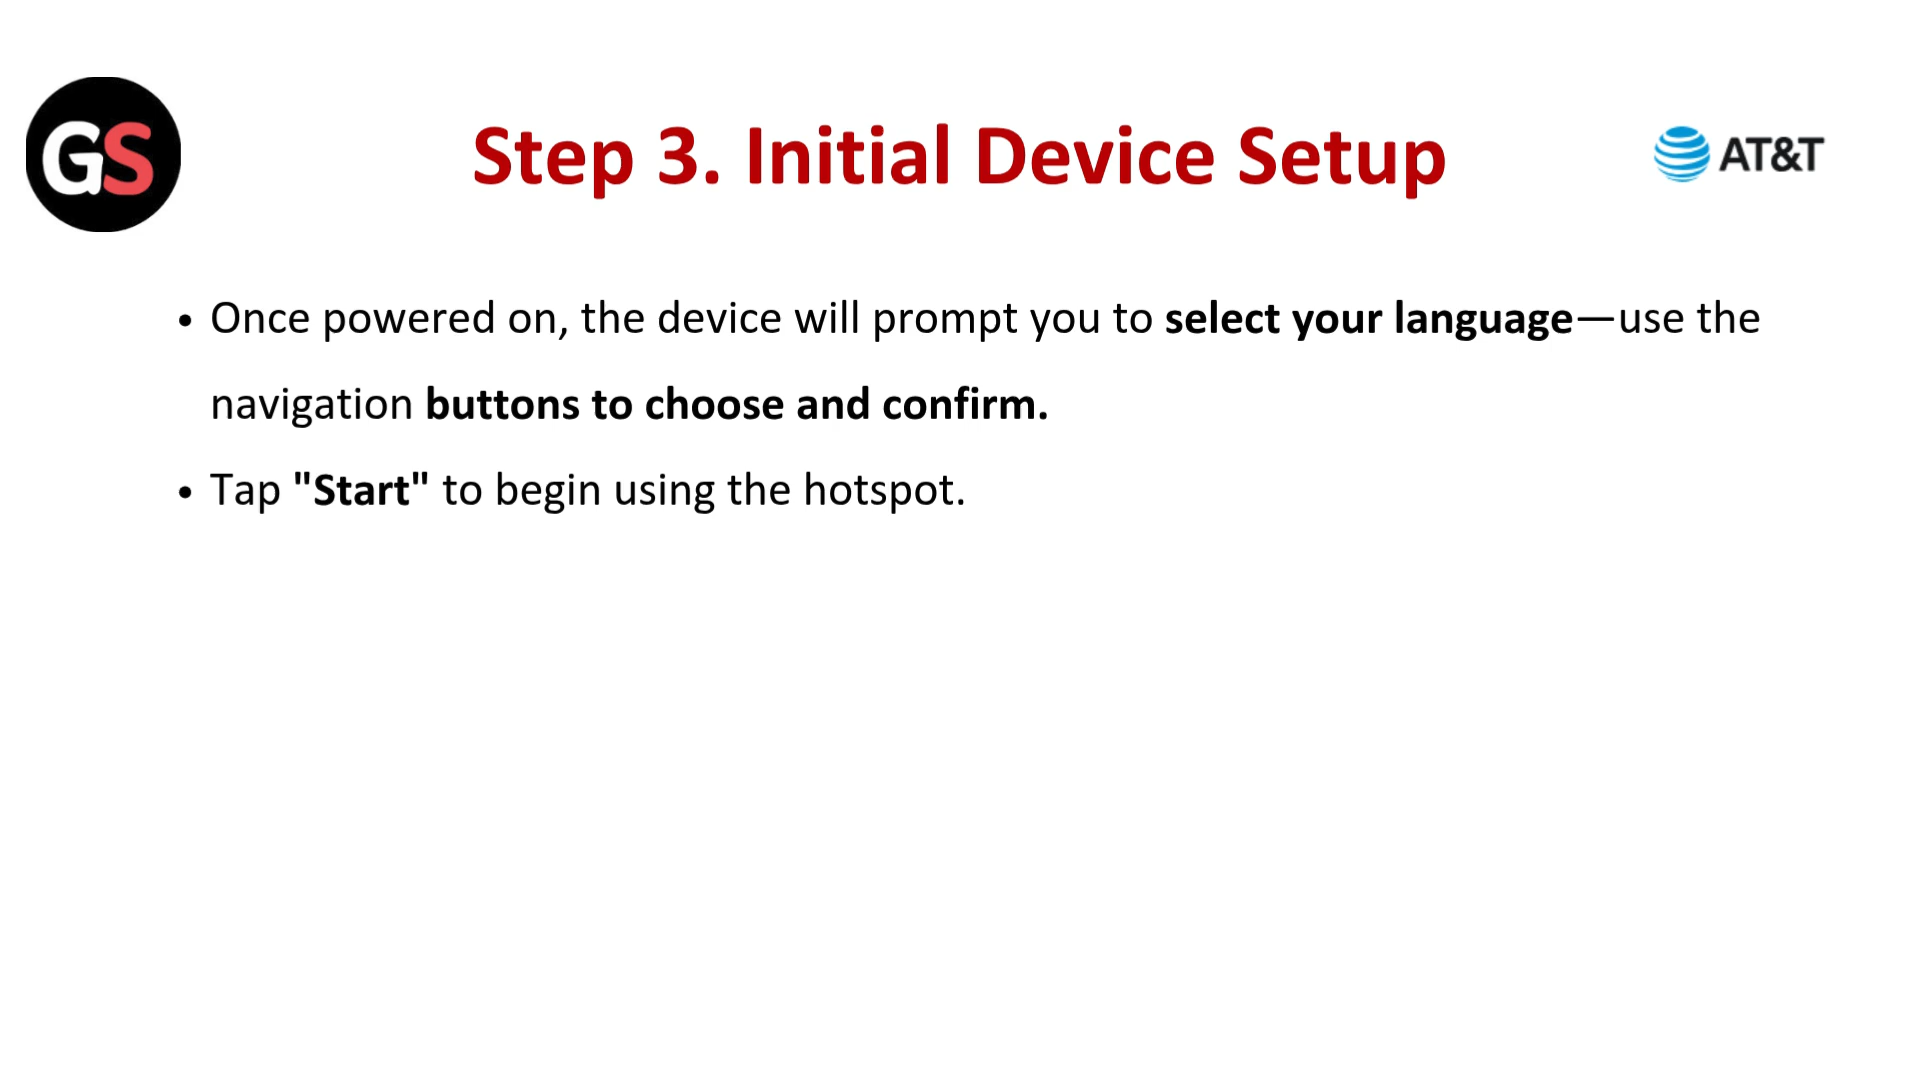 GS
Step 3. Initial Device Setup
AT&T
• Once powered on, the device will prompt you to select your language—use the
navigation buttons to choose and confirm.
• Tap "Start" to begin using the hotspot.